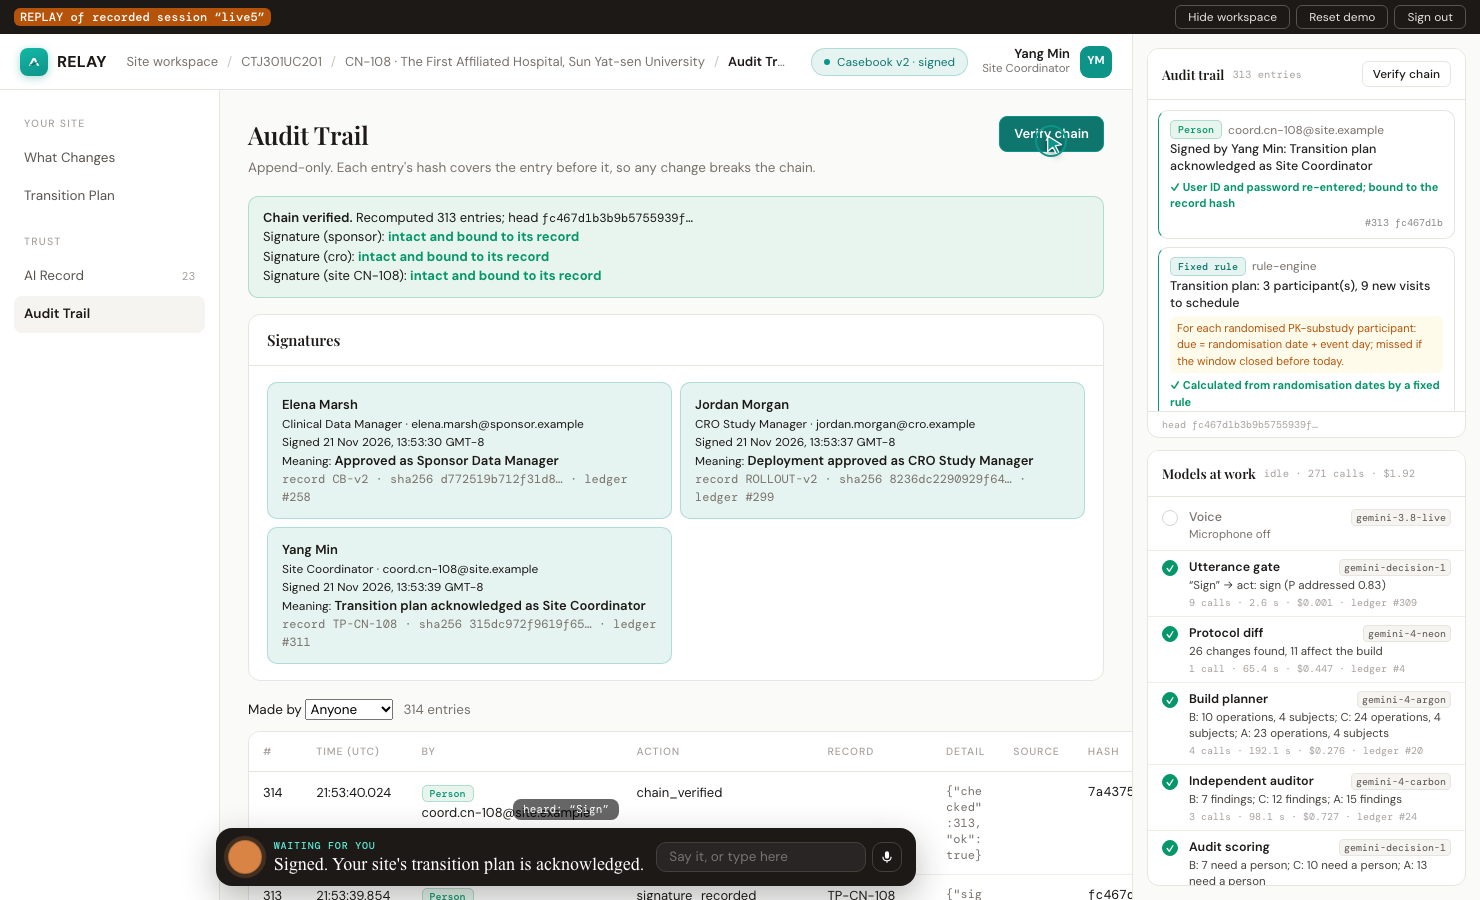 REPLAY of recorded session “live5”
Hide workspace
Reset demo
Sign out
RELAY
Site workspace / CTJ301UC201 / CN-108 · The First Affiliated Hospital, Sun Yat-sen University / Audit Tr…
Casebook v2 · signed
Yang Min
Site Coordinator
YM
YOUR SITE
What Changes
Transition Plan
TRUST
AI Record 23
Audit Trail
Audit Trail
Verify chain
Append-only. Each entry's hash covers the entry before it, so any change breaks the chain.
Chain verified. Recomputed 313 entries; head fc467d1b3b9b5755939f…
Signature (sponsor): intact and bound to its record
Signature (cro): intact and bound to its record
Signature (site CN-108): intact and bound to its record
Signatures
Elena Marsh
Clinical Data Manager · elena.marsh@sponsor.example
Signed 21 Nov 2026, 13:53:30 GMT-8
Meaning: Approved as Sponsor Data Manager
record CB-v2 · sha256 d772519b712f31d8… · ledger
#258
Jordan Morgan
CRO Study Manager · jordan.morgan@cro.example
Signed 21 Nov 2026, 13:53:37 GMT-8
Meaning: Deployment approved as CRO Study Manager
record ROLLOUT-v2 · sha256 8236dc2290929f64… ·
ledger #299
Yang Min
Site Coordinator · coord.cn-108@site.example
Signed 21 Nov 2026, 13:53:39 GMT-8
Meaning: Transition plan acknowledged as Site Coordinator
record TP-CN-108 · sha256 315dc972f9619f65… · ledger
#311
Made by Anyone 314 entries
# TIME (UTC) BY ACTION RECORD DETAIL SOURCE HASH
314 21:53:40.024 Person chain_verified {"che 7a4375
coord.cn-108@site.example cked"
:313,
"ok":
true}
heard: “Sign”
WAITING FOR YOU
Signed. Your site's transition plan is acknowledged.
Say it, or type here
313 21:53:39.854 Person signature_recorded TP-CN-108 {"sig fc467d
Audit trail 313 entries
Verify chain
Person coord.cn-108@site.example
Signed by Yang Min: Transition plan
acknowledged as Site Coordinator
✓ User ID and password re-entered; bound to the
record hash
#313 fc467d1b
Fixed rule rule-engine
Transition plan: 3 participant(s), 9 new visits
to schedule
For each randomised PK-substudy participant:
due = randomisation date + event day; missed if
the window closed before today.
✓ Calculated from randomisation dates by a fixed
rule
head fc467d1b3b9b5755939f…
Models at work idle · 271 calls · $1.92
Voice gemini-3.8-live
Microphone off
Utterance gate gemini-decision-1
“Sign” → act: sign (P addressed 0.83)
9 calls · 2.6 s · $0.001 · ledger #309
Protocol diff gemini-4-neon
26 changes found, 11 affect the build
1 call · 65.4 s · $0.447 · ledger #4
Build planner gemini-4-argon
B: 10 operations, 4 subjects; C: 24 operations, 4
subjects; A: 23 operations, 4 subjects
4 calls · 192.1 s · $0.276 · ledger #20
Independent auditor gemini-4-carbon
B: 7 findings; C: 12 findings; A: 15 findings
3 calls · 98.1 s · $0.727 · ledger #24
Audit scoring gemini-decision-1
B: 7 need a person; C: 10 need a person; A: 13
need a person